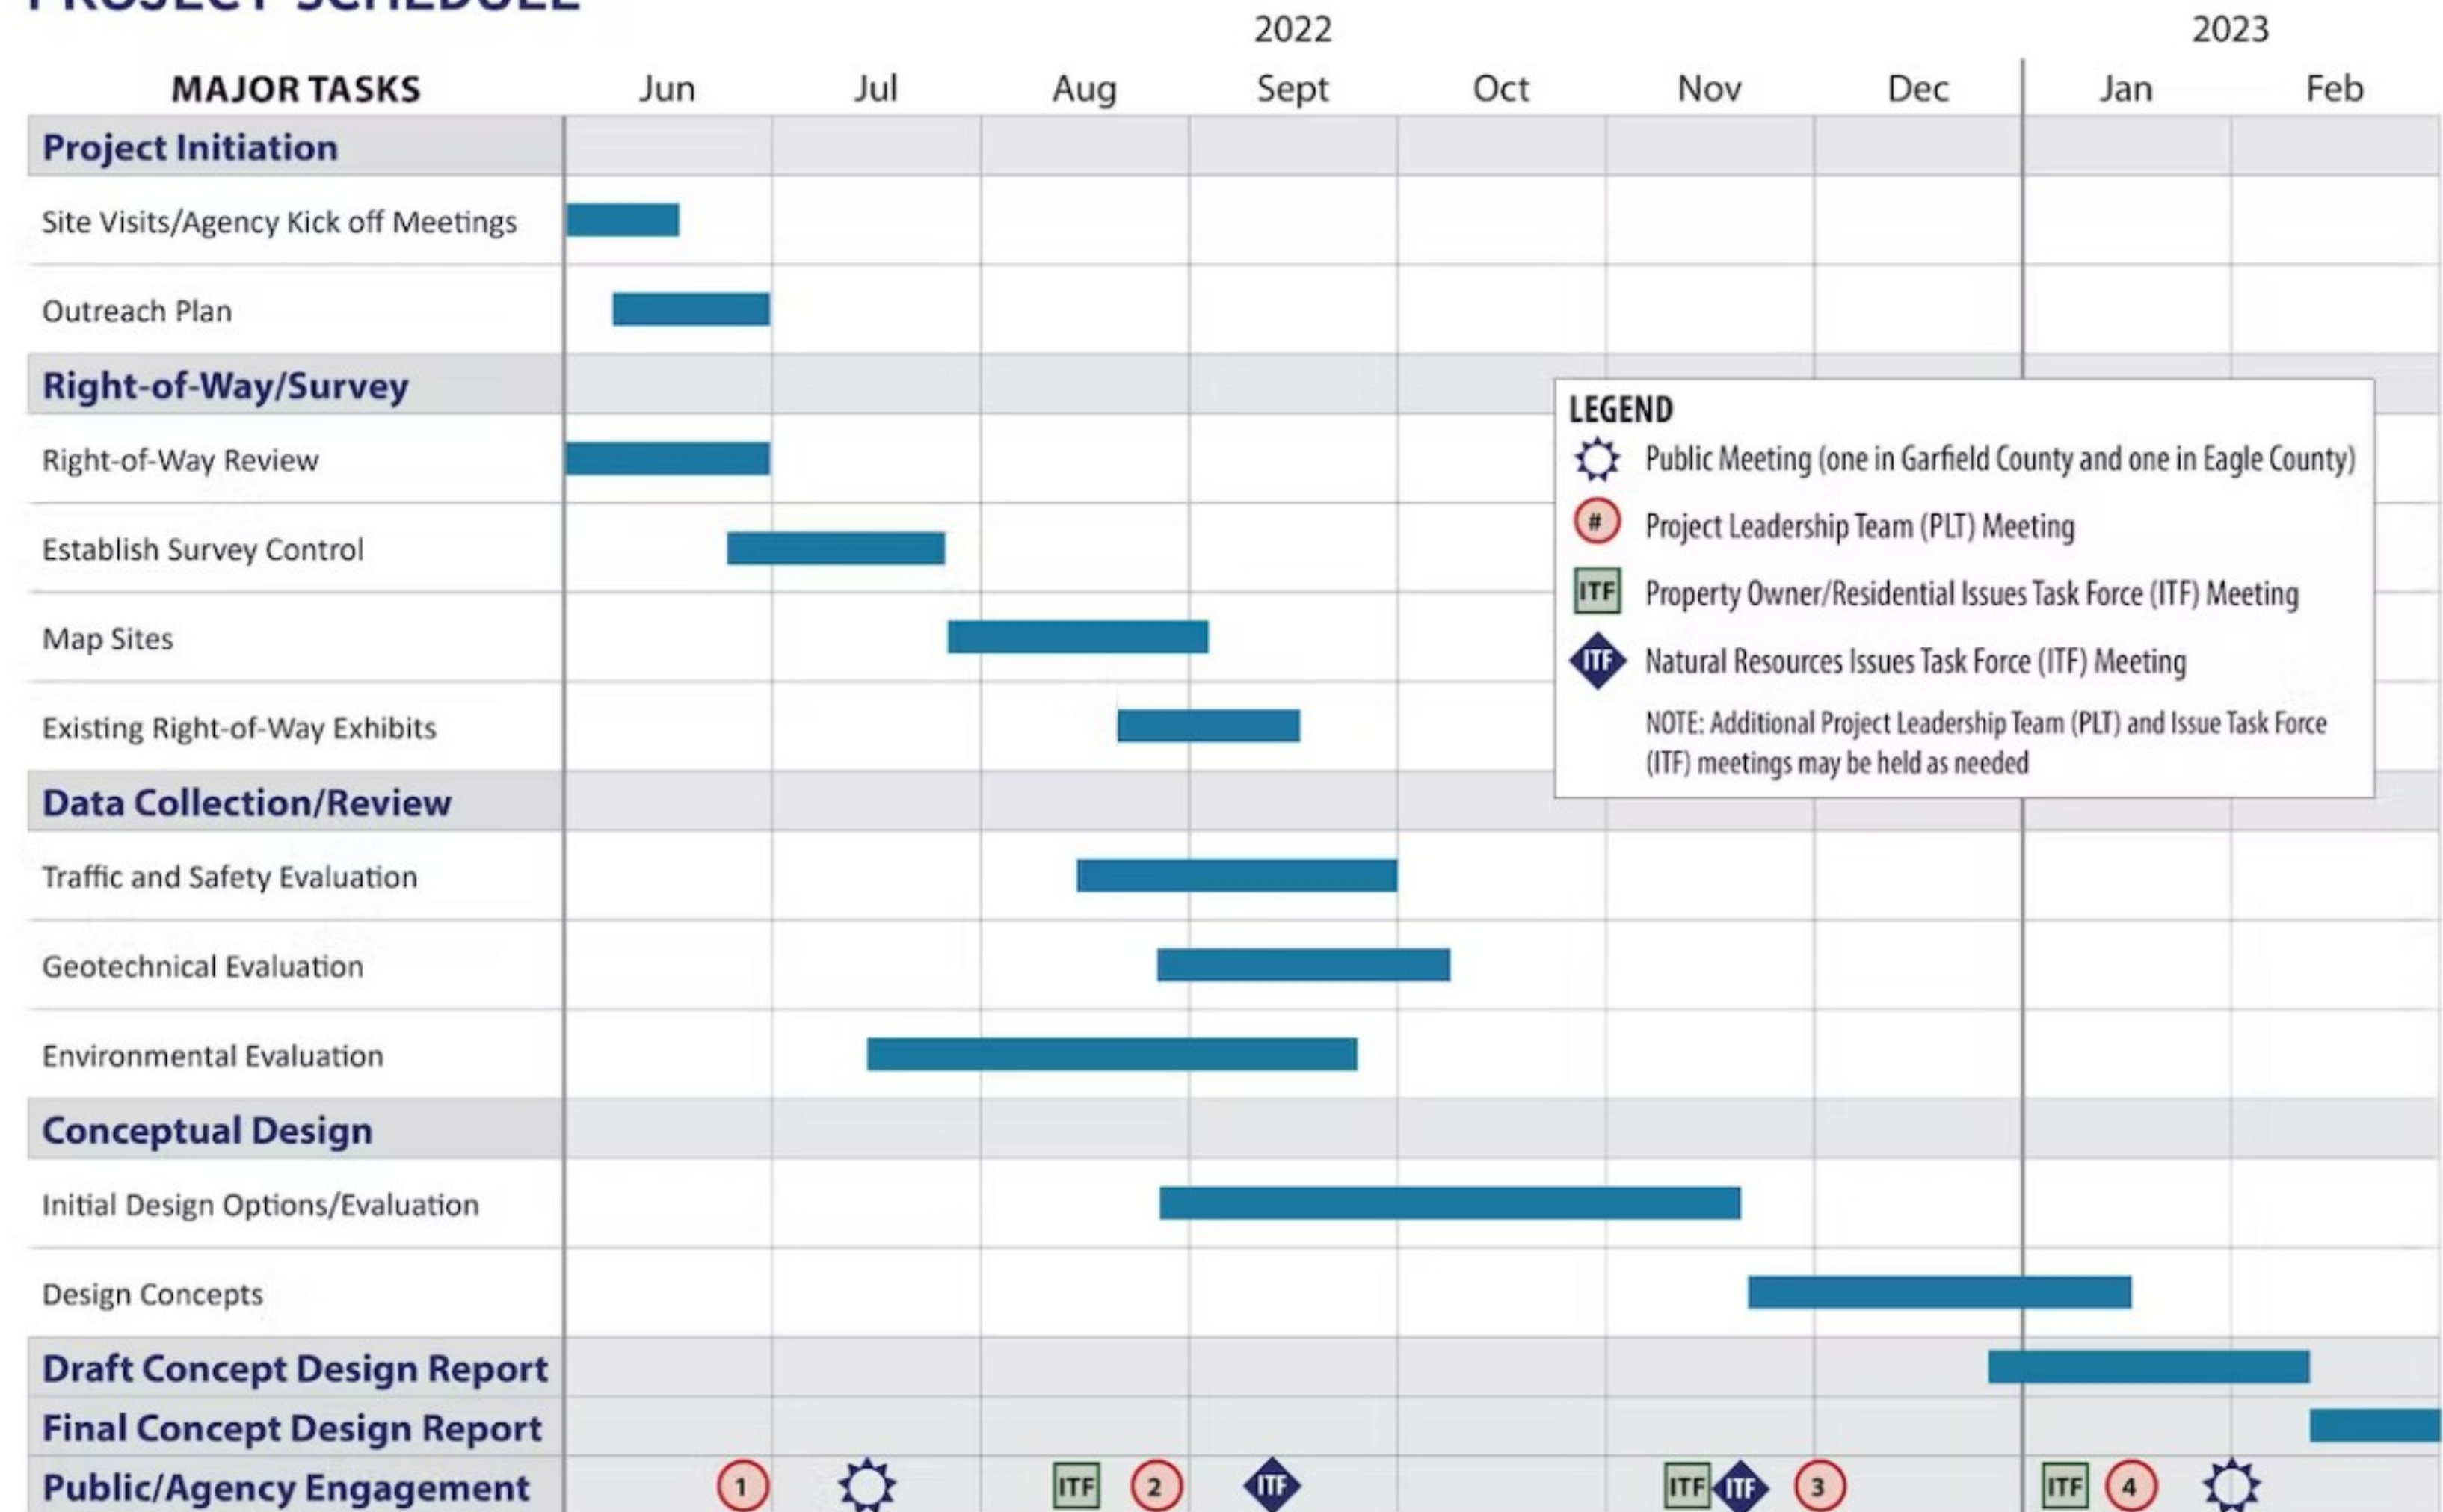 PROJECT SCHEDULE
2022 2023
MAJOR TASKS Jun Jul Aug Sept Oct Nov Dec Jan Feb
Project Initiation
Site Visits/Agency Kick off Meetings
Outreach Plan
Right-of-Way/Survey
Right-of-Way Review
Establish Survey Control
Map Sites
Existing Right-of-Way Exhibits
LEGEND
Public Meeting (one in Garfield County and one in Eagle County)
# Project Leadership Team (PLT) Meeting
ITF Property Owner/Residential Issues Task Force (ITF) Meeting
ITF Natural Resources Issues Task Force (ITF) Meeting
NOTE: Additional Project Leadership Team (PLT) and Issue Task Force
(ITF) meetings may be held as needed
Data Collection/Review
Traffic and Safety Evaluation
Geotechnical Evaluation
Environmental Evaluation
Conceptual Design
Initial Design Options/Evaluation
Design Concepts
Draft Concept Design Report
Final Concept Design Report
Public/Agency Engagement 1 ITF 2 ITF ITF ITF 3 ITF 4